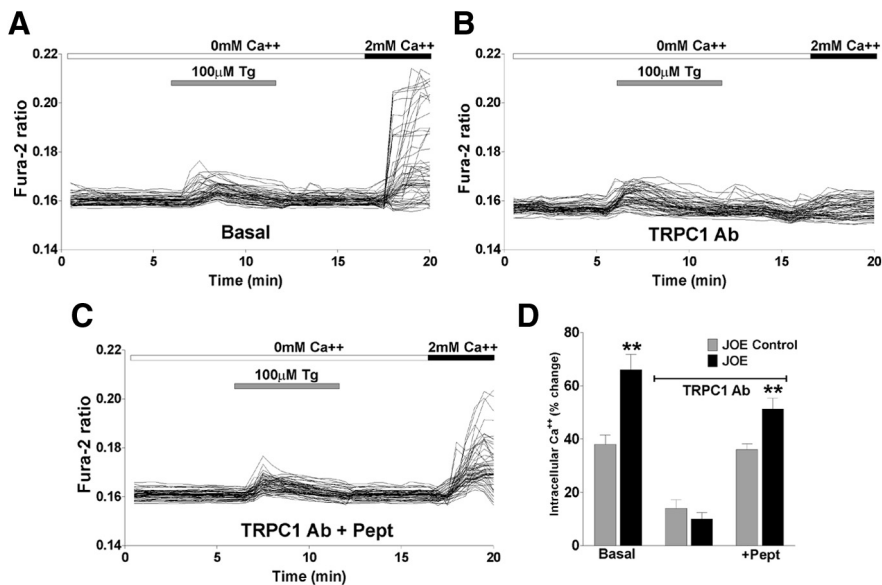 A
0.22
0.20
0.18
0.16
0.14
Fura-2 ratio
0mM Ca++
2mM Ca++
100µM Tg
Basal
0
5
10
15
20
Time (min)
B
0.22
0.20
0.18
0.16
0.14
Fura-2 ratio
0mM Ca++
2mM Ca++
100µM Tg
TRPC1 Ab
0
5
10
15
20
Time (min)
C
0.22
0.20
0.18
0.16
0.14
Fura-2 ratio
0mM Ca++
2mM Ca++
100µM Tg
TRPC1 Ab + Pept
0
5
10
15
20
Time (min)
D
80
60
40
20
0
Intracellular Ca++ (% change)
JOE Control
JOE
**
TRPC1 Ab
**
Basal
+Pept